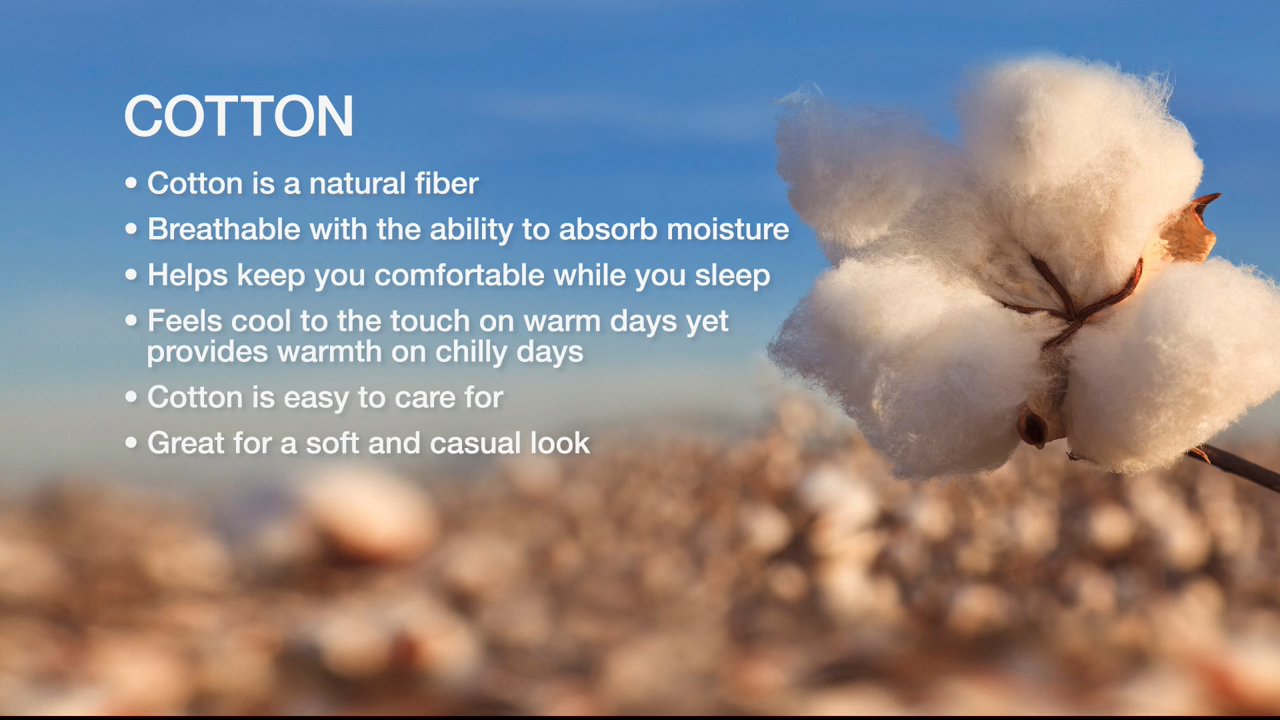 COTTON
• Cotton is a natural fiber
• Breathable with the ability to absorb moisture
• Helps keep you comfortable while you sleep
• Feels cool to the touch on warm days yet
provides warmth on chilly days
• Cotton is easy to care for
• Great for a soft and casual look